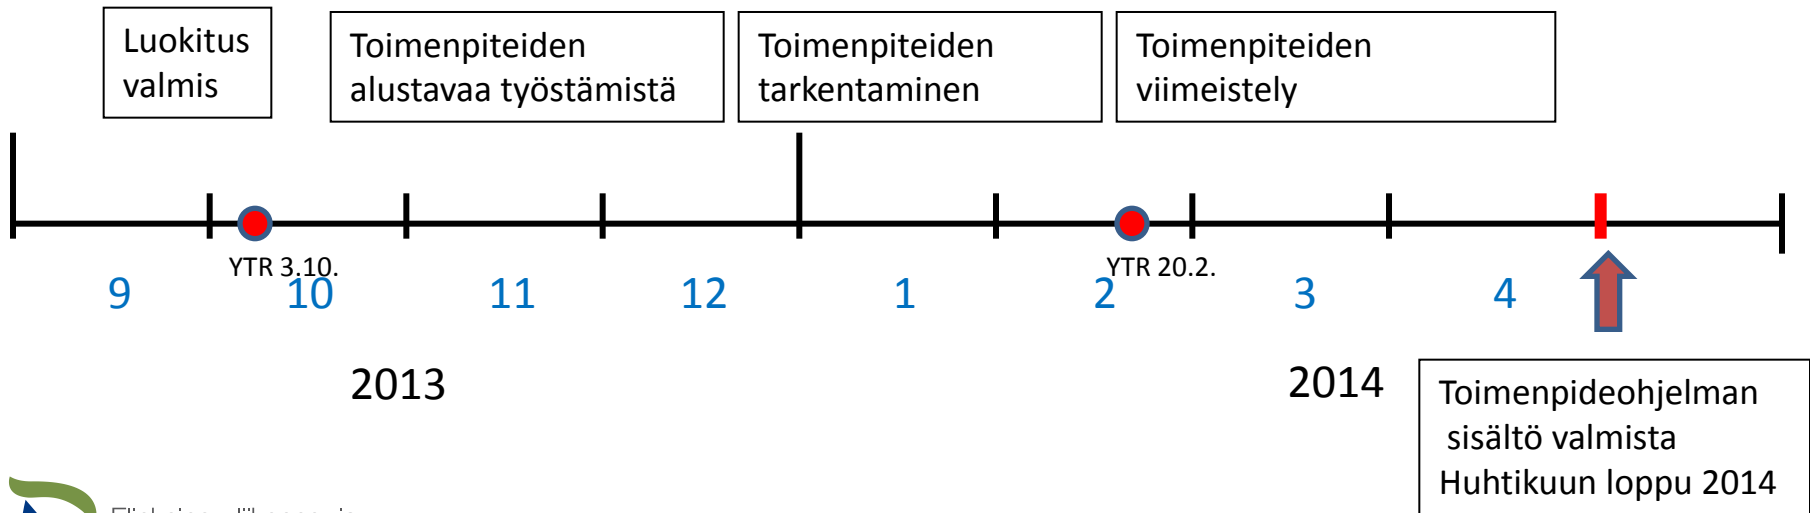 Luokitus
valmis
Toimenpiteiden
alustavaa työstämistä
Toimenpiteiden
tarkentaminen
Toimenpiteiden
viimeistely
YTR 3.10.
YTR 20.2.
9 10 11 12 1 2 3 4
2013
2014
Toimenpideohjelman
sisältö valmista
Huhtikuun loppu 2014